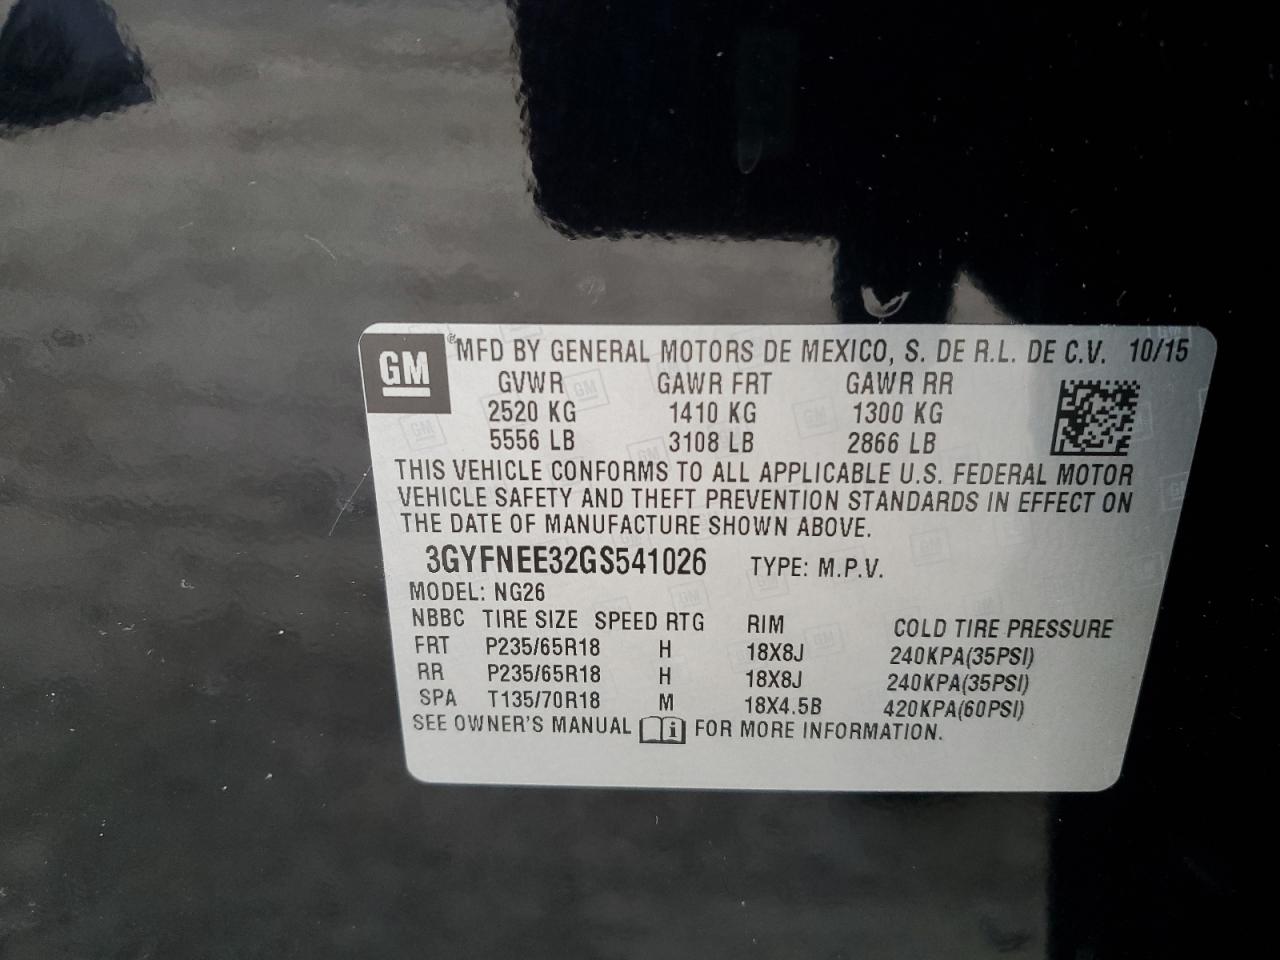 GM ® MFD BY GENERAL MOTORS DE MEXICO, S. DE R.L. DE C.V. 10/15
GVWR GAWR FRT GAWR RR
2520 KG 1410 KG 1300 KG
5556 LB 3108 LB 2866 LB
THIS VEHICLE CONFORMS TO ALL APPLICABLE U.S. FEDERAL MOTOR
VEHICLE SAFETY AND THEFT PREVENTION STANDARDS IN EFFECT ON
THE DATE OF MANUFACTURE SHOWN ABOVE.
3GYFNEE32GS541026 TYPE: M.P.V.
MODEL: NG26
NBBC TIRE SIZE SPEED RTG RIM COLD TIRE PRESSURE
FRT P235/65R18 H 18X8J 240KPA(35PSI)
RR P235/65R18 H 18X8J 240KPA(35PSI)
SPA T135/70R18 M 18X4.5B 420KPA(60PSI)
SEE OWNER'S MANUAL i FOR MORE INFORMATION.